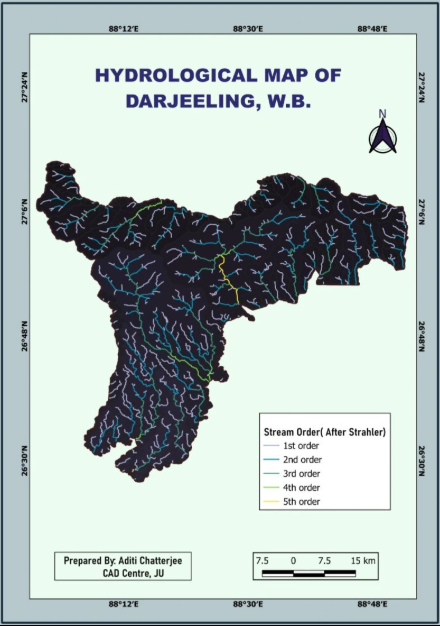 88°12'E 88°30'E 88°48'E
HYDROLOGICAL MAP OF
DARJEELING, W.B.
27°24'N 27°24'N
N
27°6'N 27°6'N
26°48'N 26°48'N
Stream Order( After Strahler)
1st order
2nd order
3rd order
4th order
5th order
26°30'N 26°30'N
Prepared By: Aditi Chatterjee
CAD Centre, JU
7.5 0 7.5 15 km
88°12'E 88°30'E 88°48'E